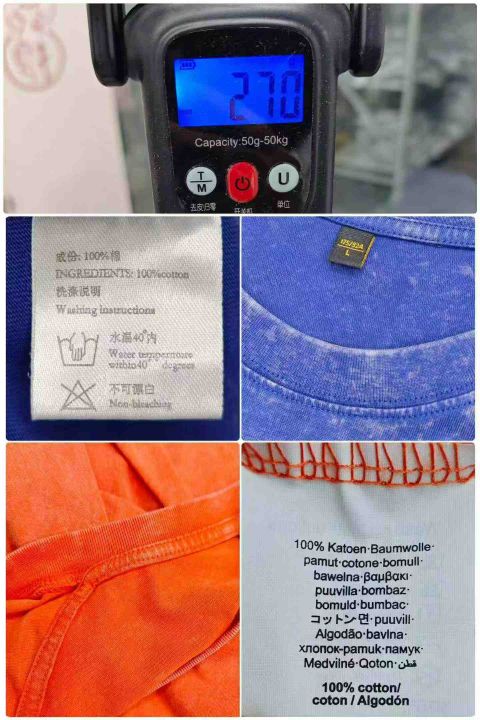 270
Capacity:50g-50kg
T
M
U
去皮归零
开关机
单位
成份: 100%棉
INGREDIENTS: 100%cotton
洗涤说明
Washing instructions
水温40°内
Water temperature
within40° degrees
不可漂白
Non-bleaching
175/92A
L
100% Katoen·Baumwolle·
pamut·cotone·bomull·
bawelna·βαμβακι·
puuvilla·bombaz·
bomuld·bumbac·
コットン·면·puuvill·
Algodão·bavlna·
хлопок-pamuk·памук·
Medvilné·Qoton·قطن·
100% cotton/
coton / Algodón